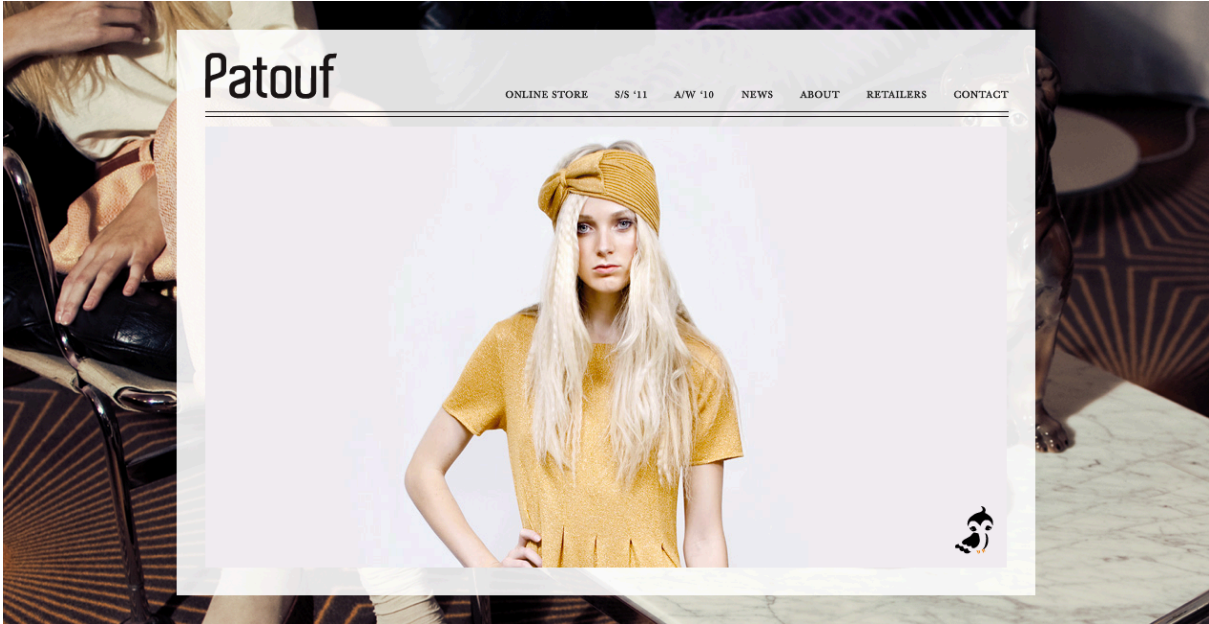 Patouf
ONLINE STORE S/S ‘11 A/W ‘10 NEWS ABOUT RETAILERS CONTACT